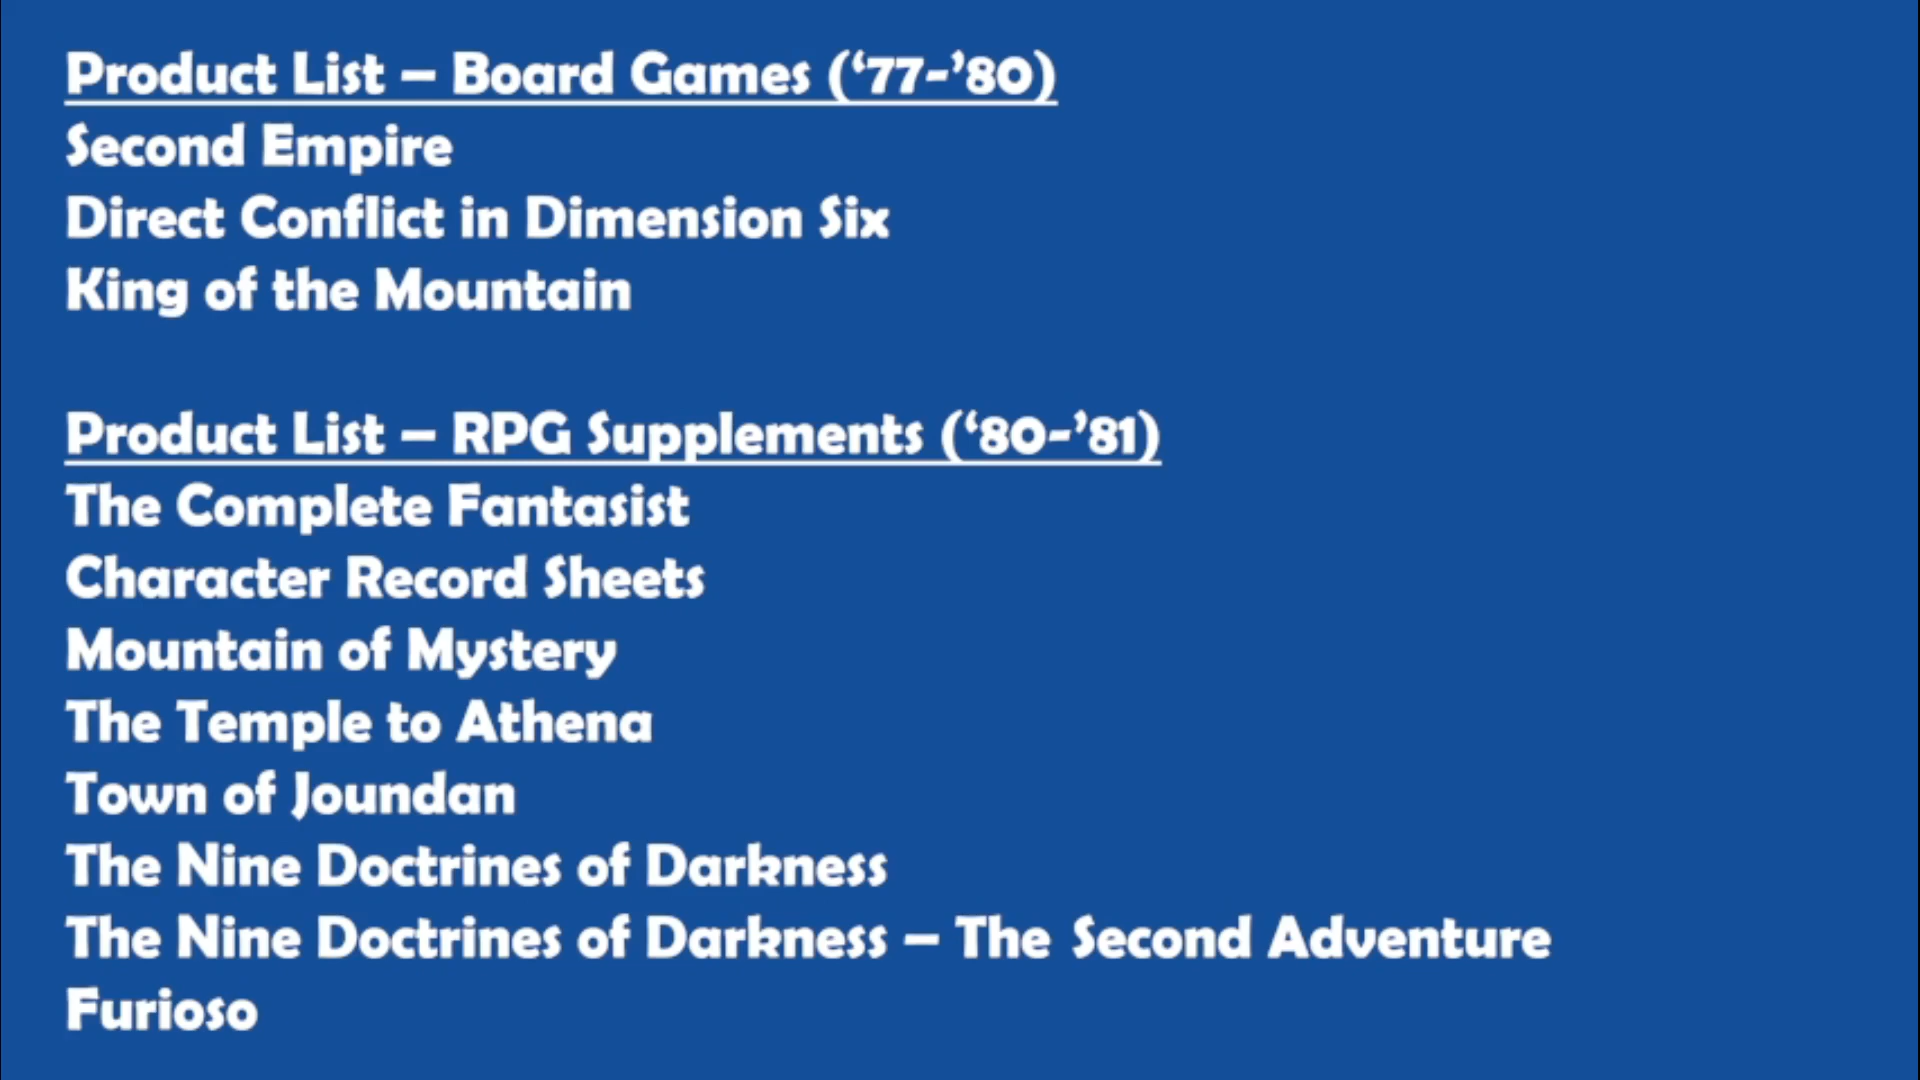 Product List – Board Games (‘77-’80)
Second Empire
Direct Conflict in Dimension Six
King of the Mountain
Product List – RPG Supplements (‘80-’81)
The Complete Fantasist
Character Record Sheets
Mountain of Mystery
The Temple to Athena
Town of Joundan
The Nine Doctrines of Darkness
The Nine Doctrines of Darkness – The Second Adventure
Furioso